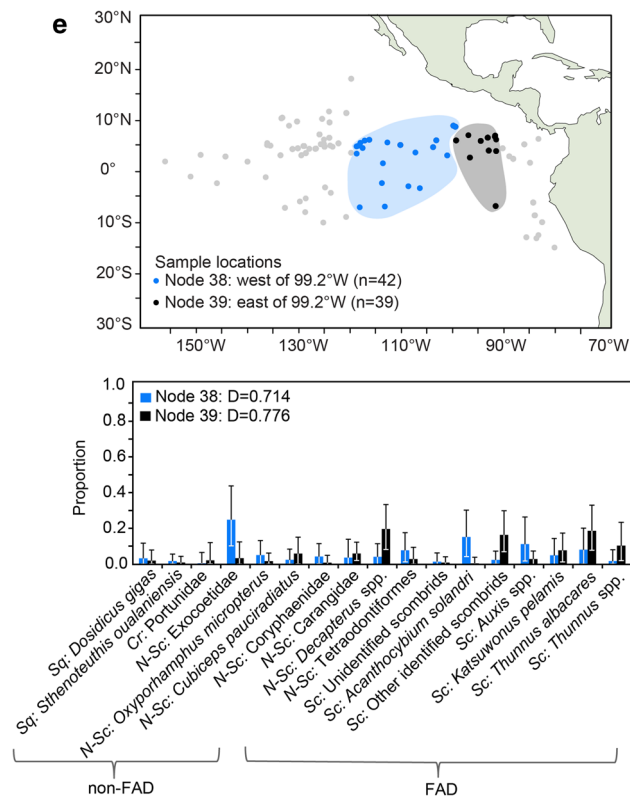 e
30°N
20°N
10°N
0°
10°S
20°S
30°S
Sample locations
Node 38: west of 99.2°W (n=42)
Node 39: east of 99.2°W (n=39)
150°W 130°W 110°W 90°W 70°W
1.0
0.8
0.6
0.4
0.2
0.0
Proportion
Node 38: D=0.714
Node 39: D=0.776
Sq: Dosidicus gigas
Sq: Sthenoteuthis oualaniensis
Cr: Portunidae
N-Sc: Exocoetidae
N-Sc: Oxyporhamphus micropterus
N-Sc: Cubiceps pauciradiatus
N-Sc: Coryphaenidae
N-Sc: Carangidae
N-Sc: Decapterus spp.
N-Sc: Tetraodontiformes
Sc: Unidentified scombrids
Sc: Acanthocybium solandri
Sc: Other identified scombrids
Sc: Auxis spp.
Sc: Katsuwonus pelamis
Sc: Thunnus albacares
Sc: Thunnus spp.
non-FAD
FAD